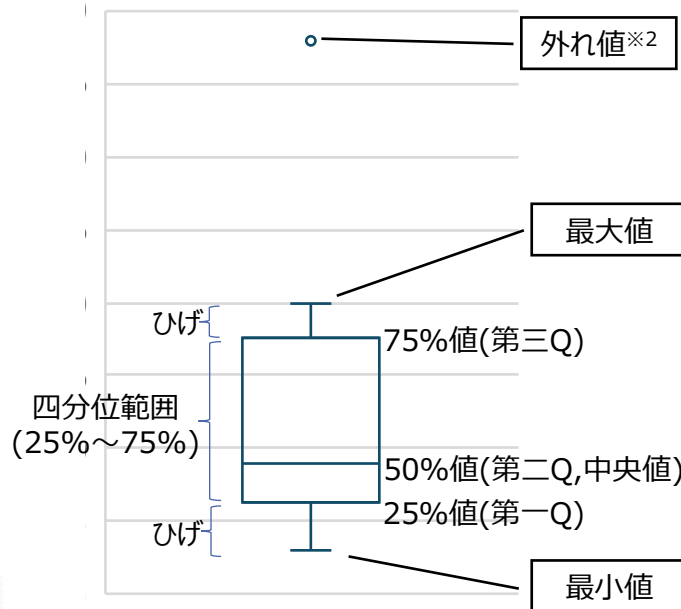 外れ値※2
最大値
ひげ
75%値(第三Q)
四分位範囲
(25%～75%)
50%値(第二Q,中央値)
25%値(第一Q)
ひげ
最小値